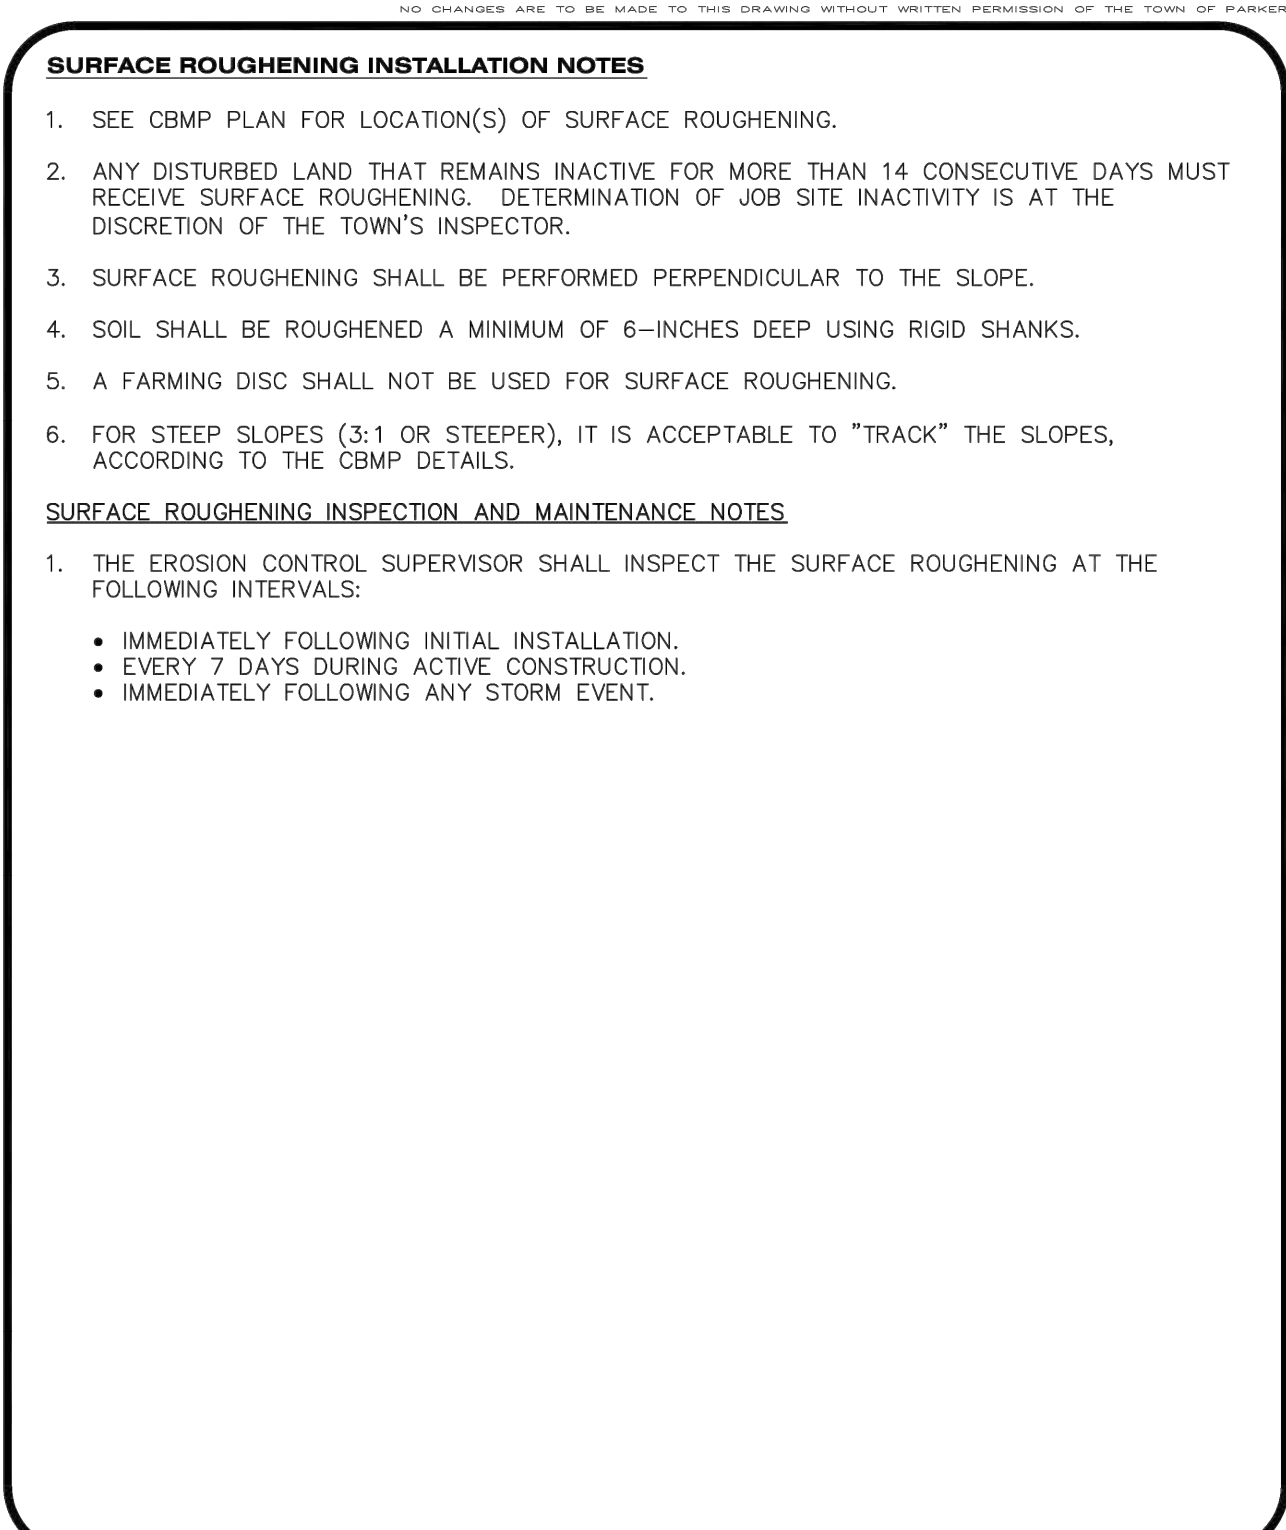 NO CHANGES ARE TO BE MADE TO THIS DRAWING WITHOUT WRITTEN PERMISSION OF THE TOWN OF PARKER
SURFACE ROUGHENING INSTALLATION NOTES
1. SEE CBMP PLAN FOR LOCATION(S) OF SURFACE ROUGHENING.
2. ANY DISTURBED LAND THAT REMAINS INACTIVE FOR MORE THAN 14 CONSECUTIVE DAYS MUST
RECEIVE SURFACE ROUGHENING. DETERMINATION OF JOB SITE INACTIVITY IS AT THE
DISCRETION OF THE TOWN'S INSPECTOR.
3. SURFACE ROUGHENING SHALL BE PERFORMED PERPENDICULAR TO THE SLOPE.
4. SOIL SHALL BE ROUGHENED A MINIMUM OF 6-INCHES DEEP USING RIGID SHANKS.
5. A FARMING DISC SHALL NOT BE USED FOR SURFACE ROUGHENING.
6. FOR STEEP SLOPES (3:1 OR STEEPER), IT IS ACCEPTABLE TO "TRACK" THE SLOPES,
ACCORDING TO THE CBMP DETAILS.
SURFACE ROUGHENING INSPECTION AND MAINTENANCE NOTES
1. THE EROSION CONTROL SUPERVISOR SHALL INSPECT THE SURFACE ROUGHENING AT THE
FOLLOWING INTERVALS:
• IMMEDIATELY FOLLOWING INITIAL INSTALLATION.
• EVERY 7 DAYS DURING ACTIVE CONSTRUCTION.
• IMMEDIATELY FOLLOWING ANY STORM EVENT.